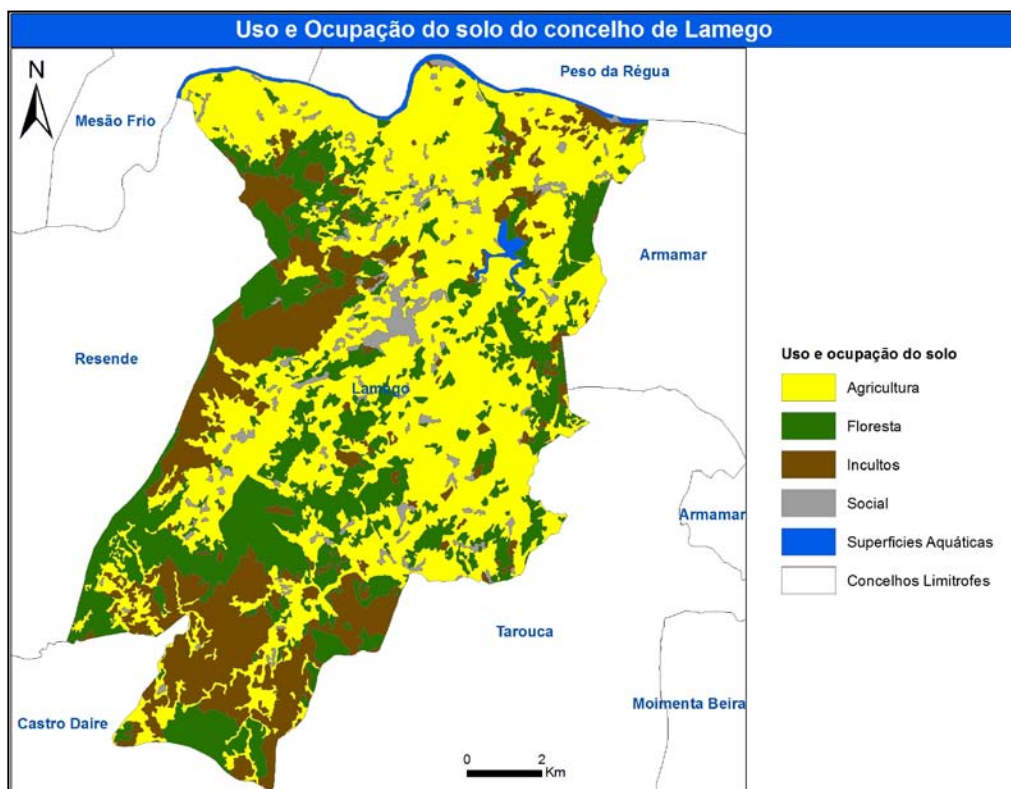 Uso e Ocupação do solo do concelho de Lamego
N
Peso da Régua
Mesão Frio
Armamar
Resende
Lamego
Armamar
Tarouca
Moimenta Beira
Castro Daire
0 2
Km
Uso e ocupação do solo
Agricultura
Floresta
Incultos
Social
Superficies Aquáticas
Concelhos Limitrofes